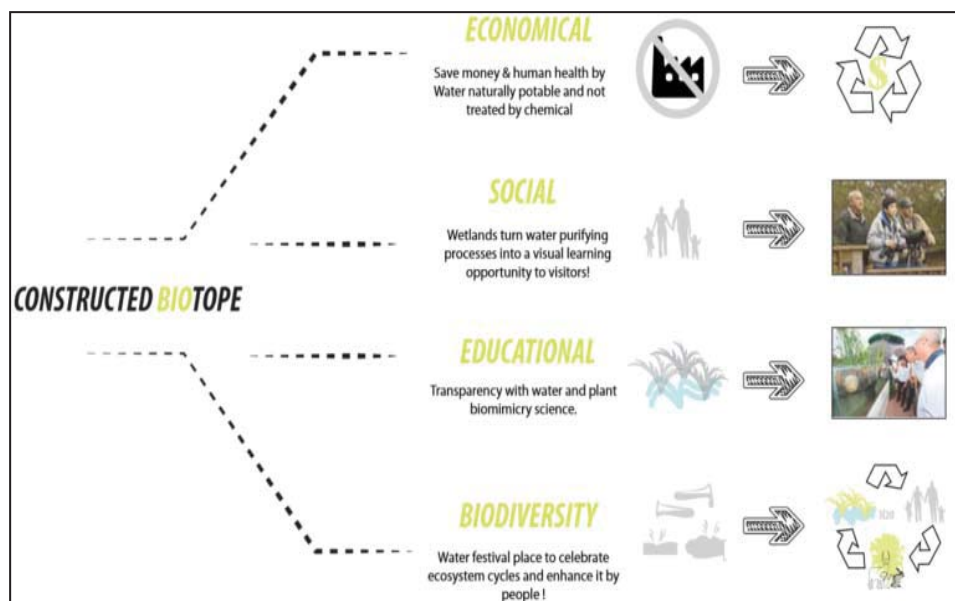 ECONOMICAL
Save money & human health by
Water naturally potable and not
treated by chemical
$
SOCIAL
Wetlands turn water purifying
processes into a visual learning
opportunity to visitors!
CONSTRUCTED BIOTOPE
EDUCATIONAL
Transparency with water and plant
biomimicry science.
BIODIVERSITY
Water festival place to celebrate
ecosystem cycles and enhance it by
people !